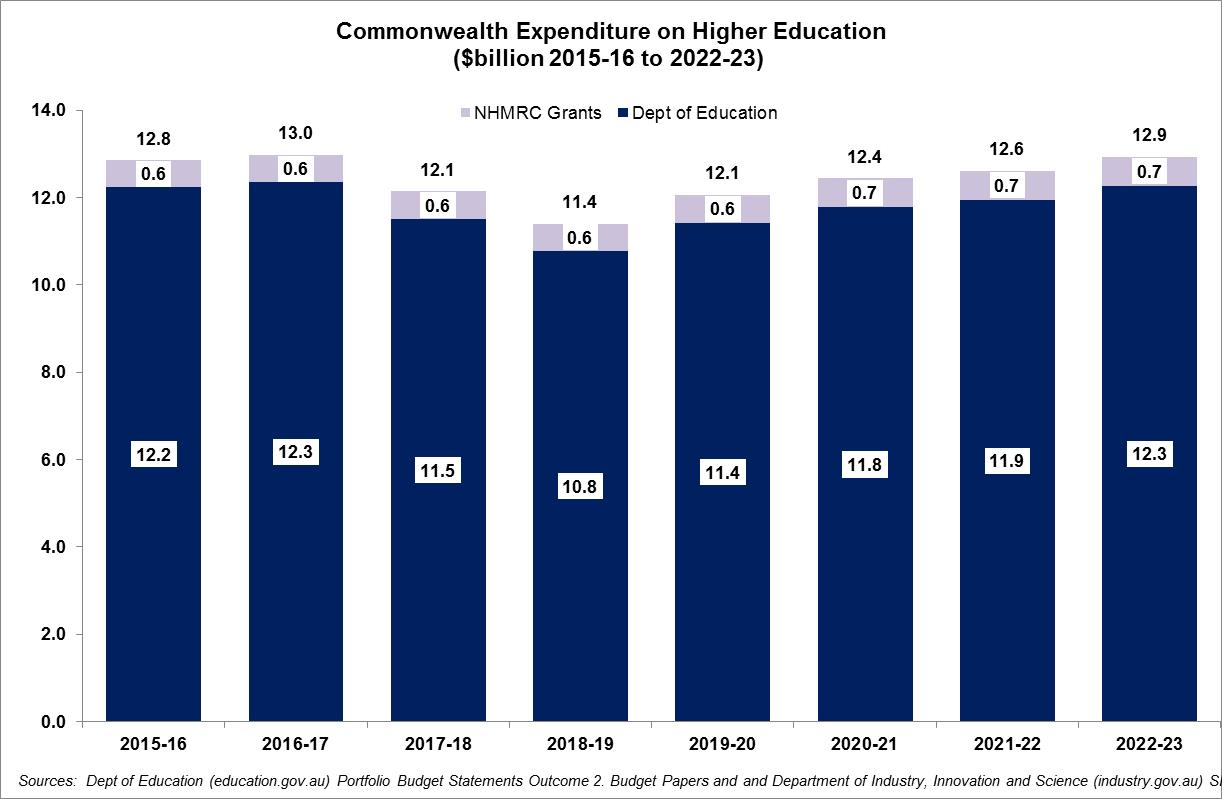 Commonwealth Expenditure on Higher Education
($billion 2015-16 to 2022-23)
NHMRC Grants Dept of Education
14.0
12.0
10.0
8.0
6.0
4.0
2.0
0.0
12.8 13.0 12.1 11.4 12.1 12.4 12.6 12.9
0.6 0.6 0.6 0.6 0.6 0.7 0.7 0.7
12.2 12.3 11.5 10.8 11.4 11.8 11.9 12.3
2015-16 2016-17 2017-18 2018-19 2019-20 2020-21 2021-22 2022-23
Sources: Dept of Education (education.gov.au) Portfolio Budget Statements Outcome 2. Budget Papers and and Department of Industry, Innovation and Science (industry.gov.au)